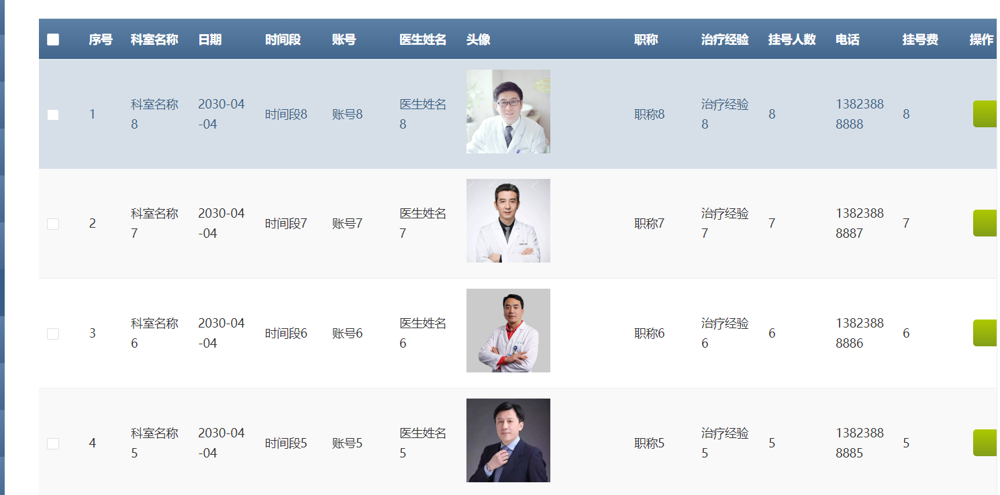 序号 科室名称 日期 时间段 账号 医生姓名 头像 职称 治疗经验 挂号人数 电话 挂号费 操作
科室名称 2030-04 医生姓名 治疗经验 1382388
1 时间段8 账号8 职称8 8 8
8 -04 8 8 8888
科室名称 2030-04 医生姓名 治疗经验 1382388
2 时间段7 账号7 职称7 7 7
7 -04 7 7 8887
科室名称 2030-04 医生姓名 治疗经验 1382388
3 时间段6 账号6 职称6 6 6
6 -04 6 6 8886
科室名称 2030-04 医生姓名 治疗经验 1382388
4 时间段5 账号5 职称5 5 5
5 -04 5 5 8885